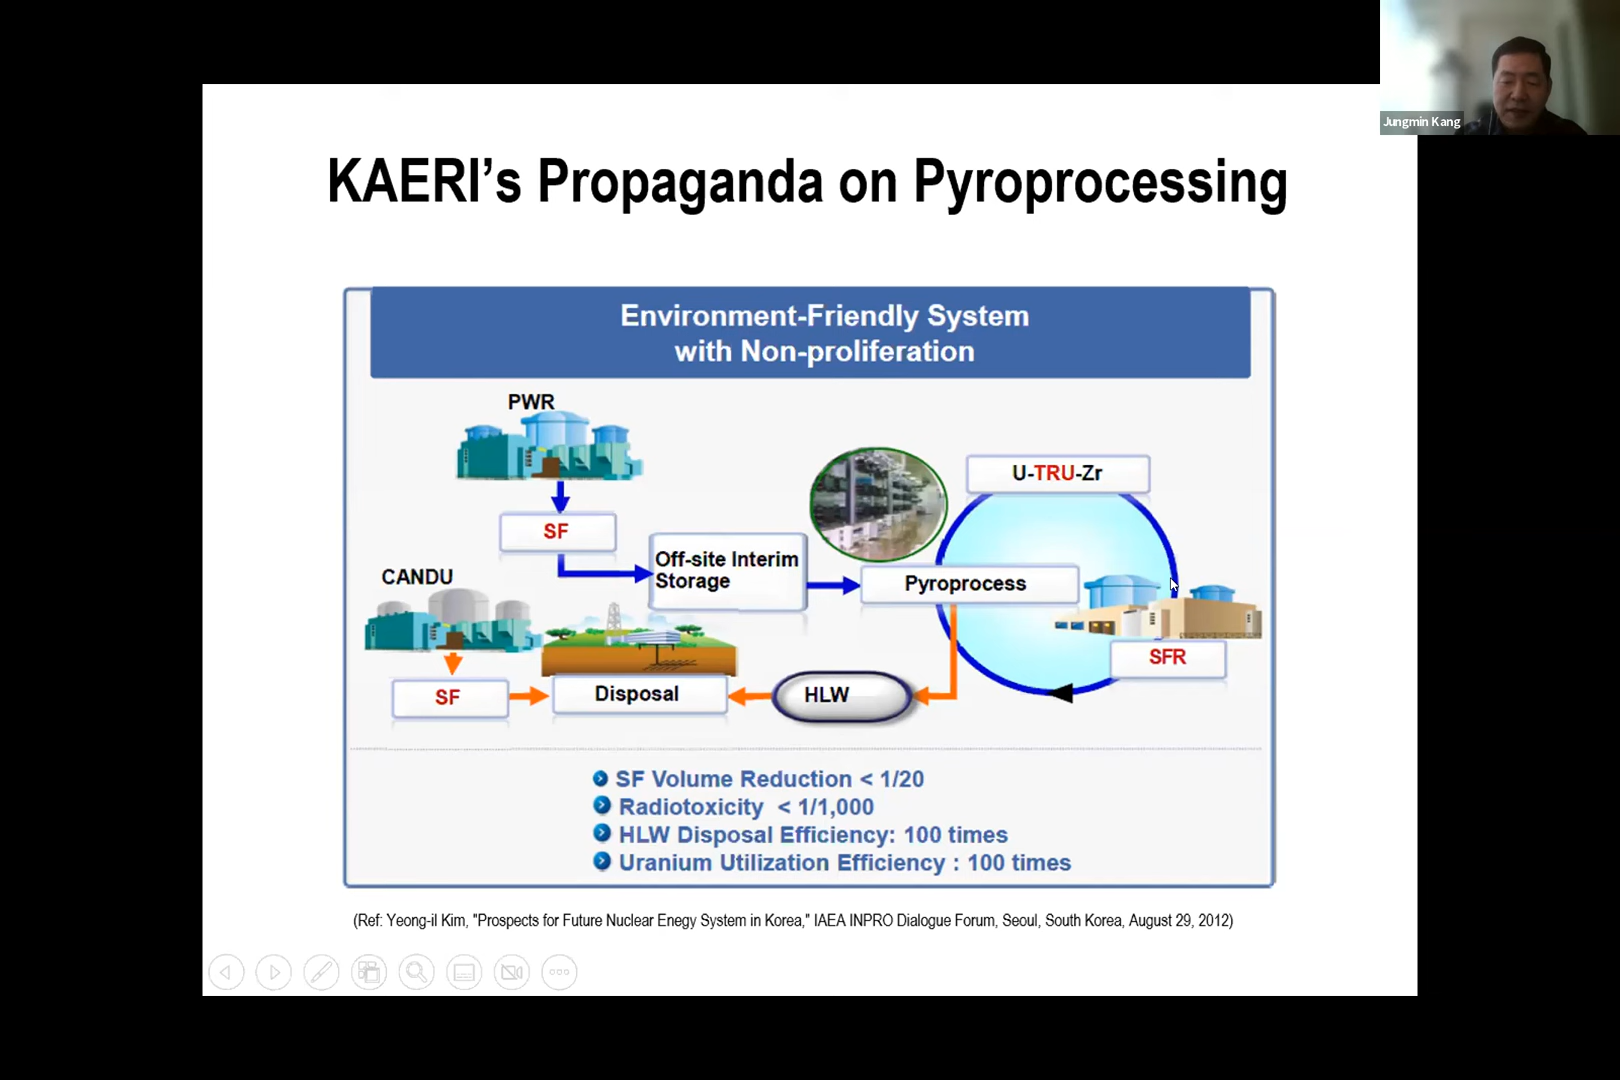 Jungmin Kang
KAERI’s Propaganda on Pyroprocessing
Environment-Friendly System
with Non-proliferation
PWR
SF
CANDU
SF
Off-site Interim
Storage
Disposal
HLW
Pyroprocess
U-TRU-Zr
SFR
SF Volume Reduction < 1/20
Radiotoxicity < 1/1,000
HLW Disposal Efficiency: 100 times
Uranium Utilization Efficiency : 100 times
(Ref: Yeong-il Kim, "Prospects for Future Nuclear Enegy System in Korea," IAEA INPRO Dialogue Forum, Seoul, South Korea, August 29, 2012)